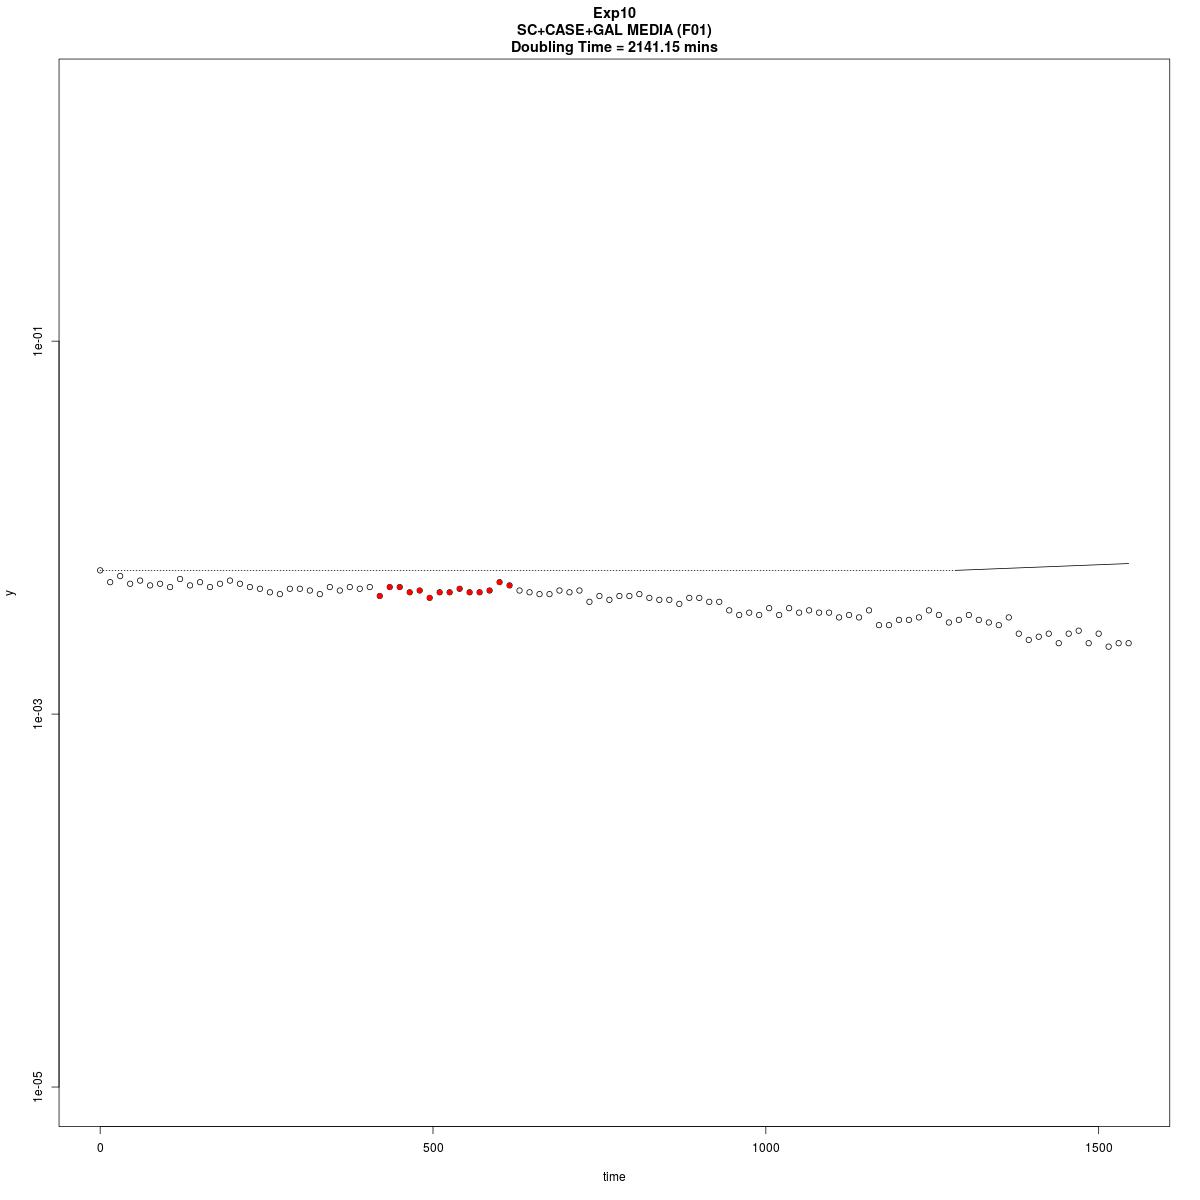 Exp10
SC+CASE+GAL MEDIA (F01)
Doubling Time = 2141.15 mins
1e-01
1e-03
1e-05
y
0 500 1000 1500
time